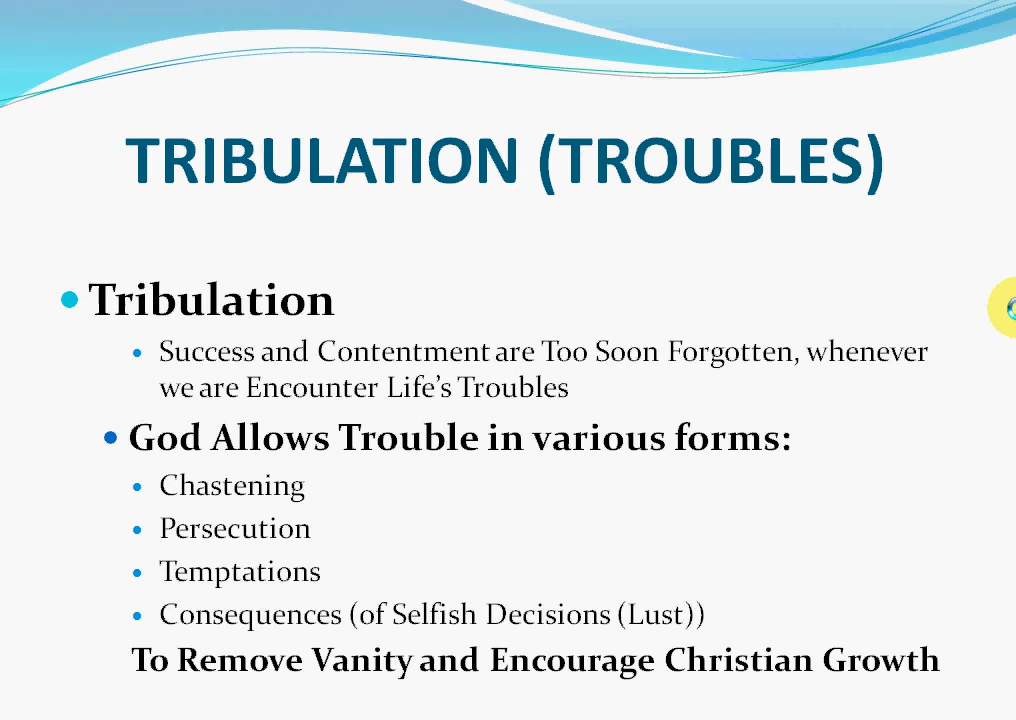 TRIBULATION (TROUBLES)
Tribulation
Success and Contentment are Too Soon Forgotten, whenever
we are Encounter Life's Troubles
God Allows Trouble in various forms:
Chastening
Persecution
Temptations
Consequences (of Selfish Decisions (Lust))
To Remove Vanity and Encourage Christian Growth